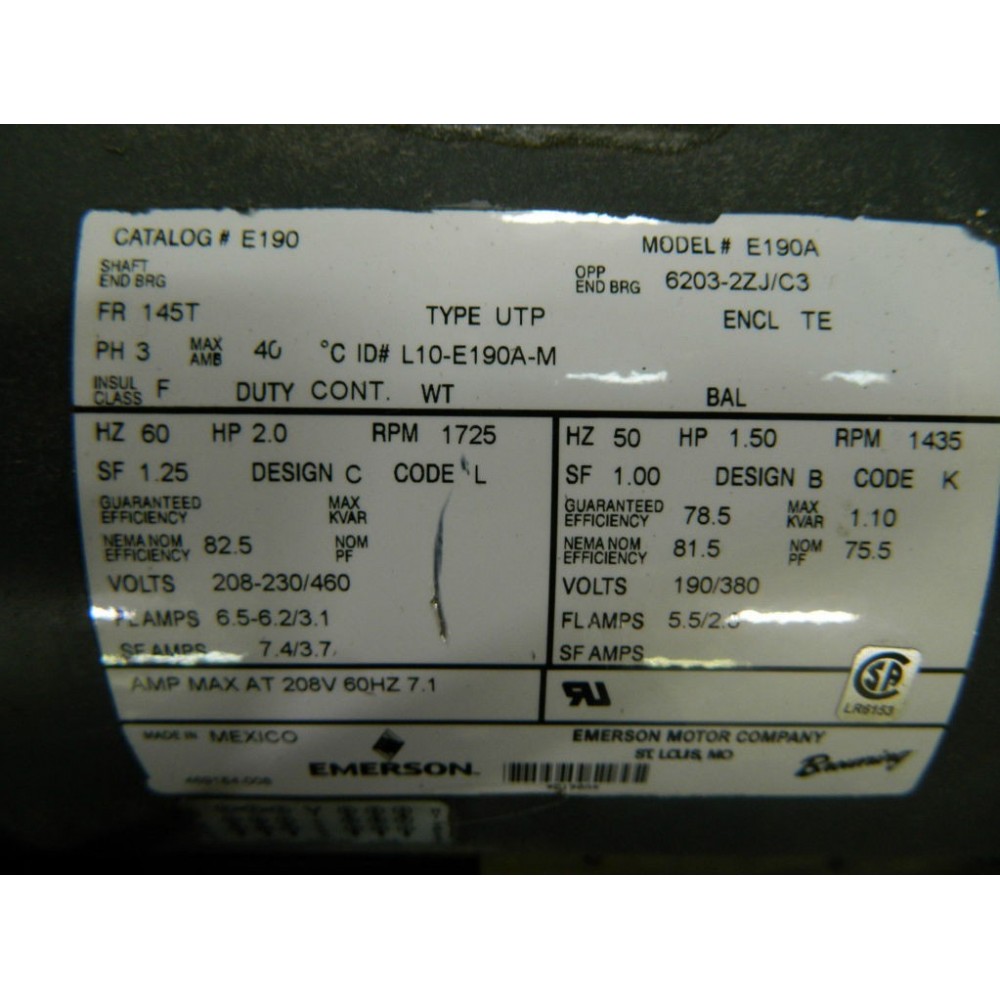 CATALOG # E190 MODEL # E190A
SHAFT END BRG OPP END BRG 6203-2ZJ/C3
FR 145T TYPE UTP ENCL TE
PH 3 MAX AMB 40 °C ID# L10-E190A-M
INSUL CLASS F DUTY CONT. WT BAL
HZ 60 HP 2.0 RPM 1725
SF 1.25 DESIGN C CODE L
GUARANTEED EFFICIENCY MAX KVAR
NEMA NOM EFFICIENCY 82.5 NOM PF
VOLTS 208-230/460
FL AMPS 6.5-6.2/3.1
SF AMPS 7.4/3.7
HZ 50 HP 1.50 RPM 1435
SF 1.00 DESIGN B CODE K
GUARANTEED EFFICIENCY 78.5 MAX KVAR 1.10
NEMA NOM EFFICIENCY 81.5 NOM PF 75.5
VOLTS 190/380
FL AMPS
SF AMPS
AMP MAX AT 208V 60HZ 7.1
RU
SA
LR6153
MADE IN MEXICO
EMERSON
EMERSON MOTOR COMPANY
ST. LOUIS, MO
Browning